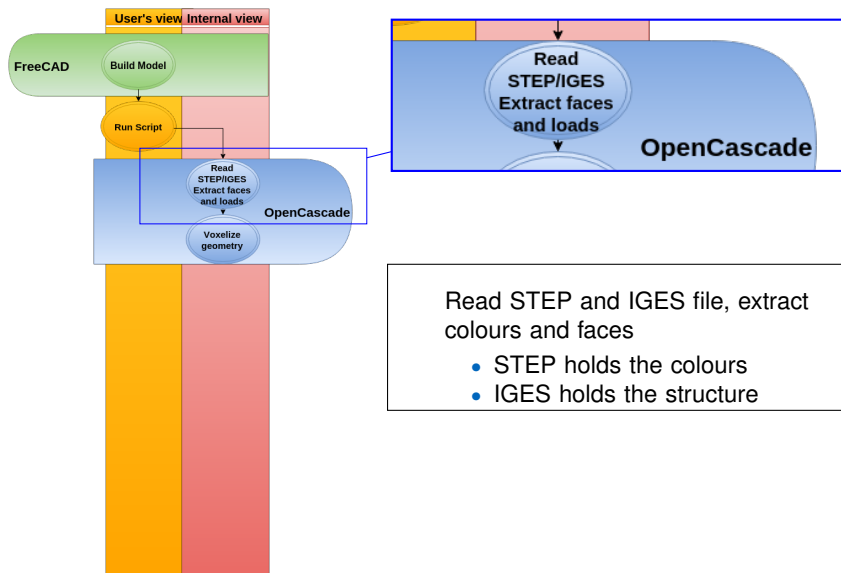 User's view Internal view
FreeCAD
Build Model
Run Script
Read
STEP/IGES
Extract faces
and loads
OpenCascade
Voxelize
geometry
Read
STEP/IGES
Extract faces
and loads
OpenCascade
Read STEP and IGES file, extract
colours and faces
• STEP holds the colours
• IGES holds the structure